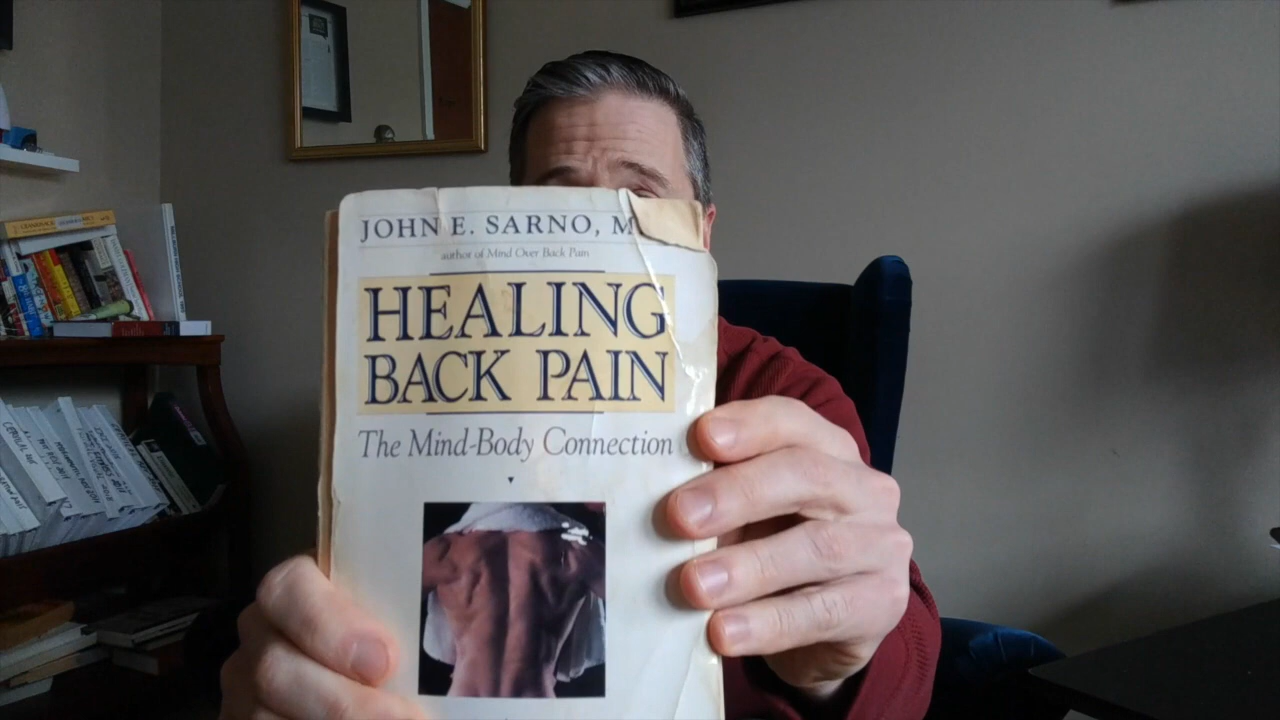 JOHN E. SARNO, M
author of Mind Over Back Pain
HEALING
BACK PAIN
The Mind-Body Connection